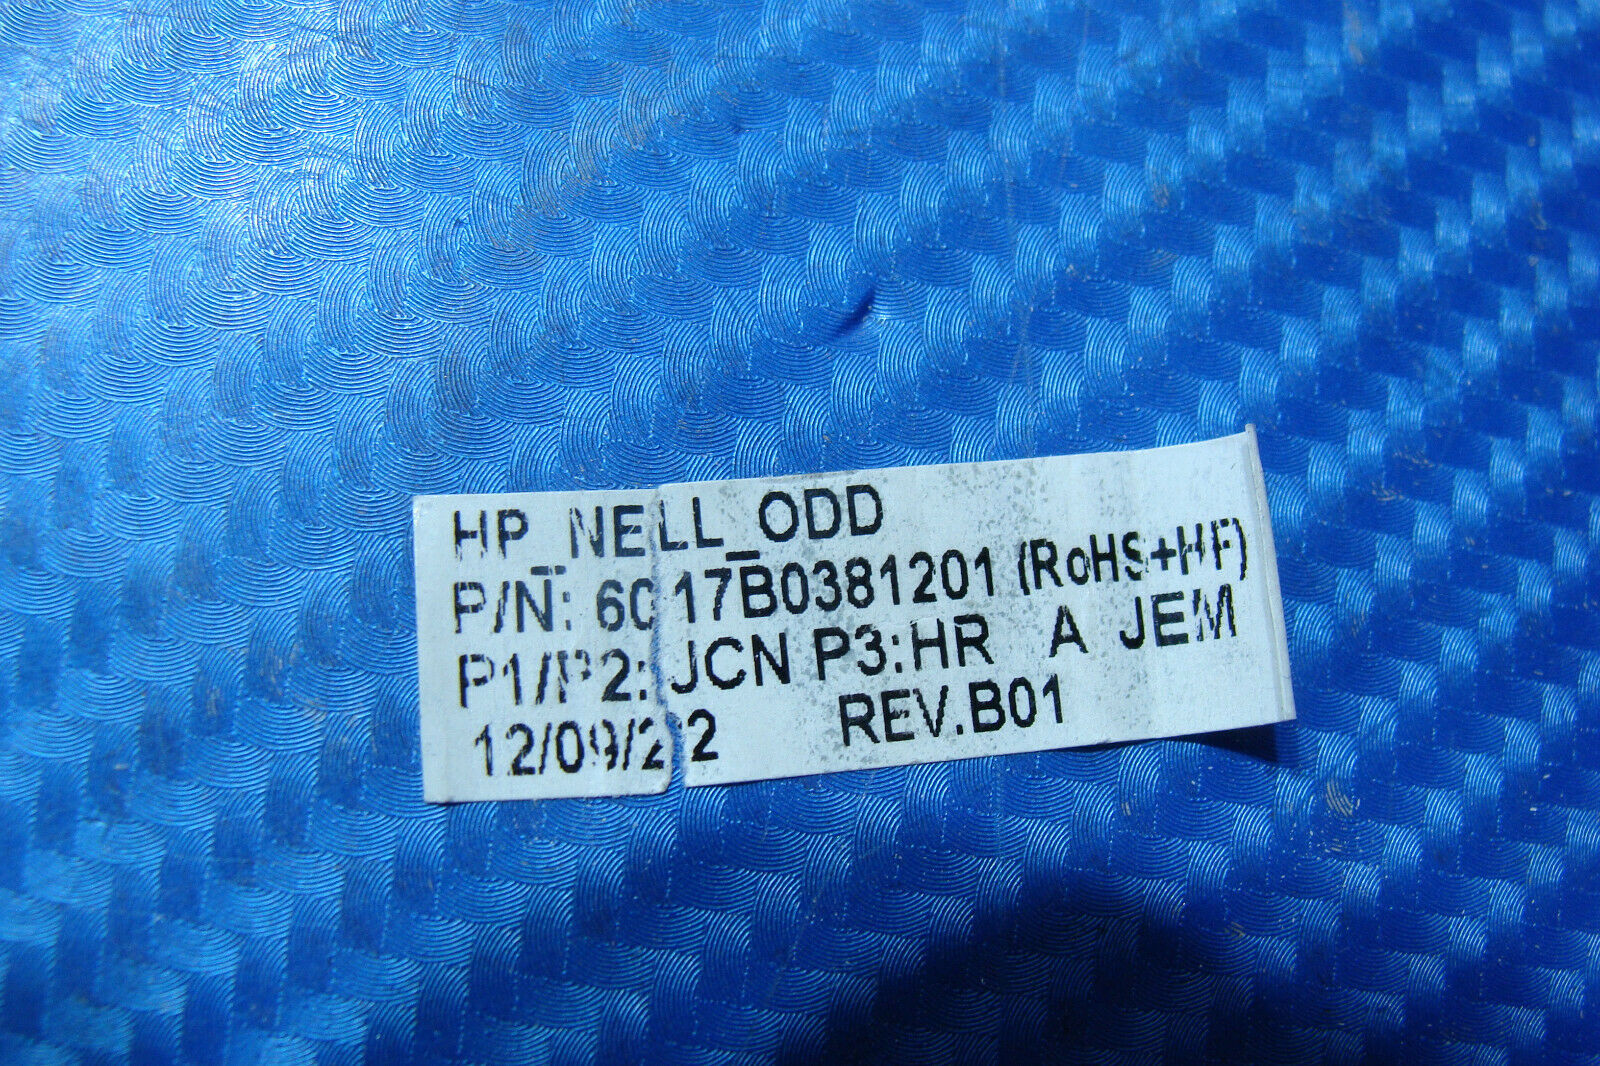 HP_NELL_ODD
P/N: 6017B0381201 (RoHS+HF)
P1/P2: JCN P3:HR A JEM
12/09/22 REV.B01